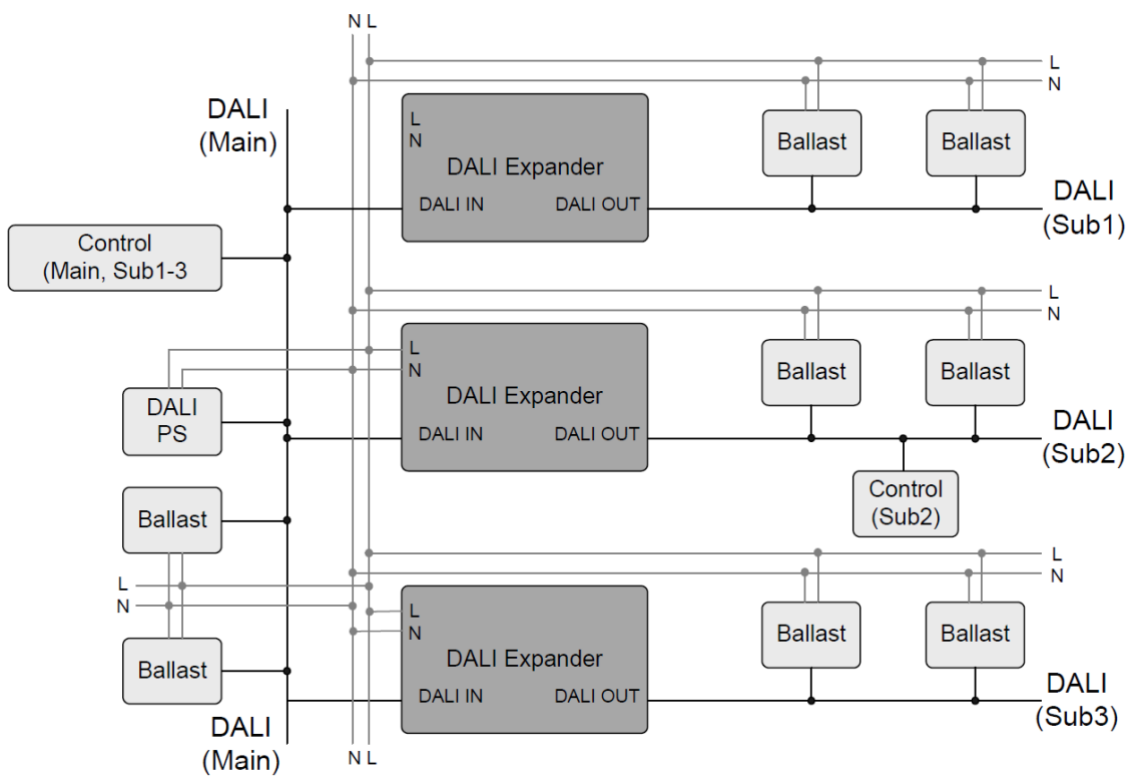 N L
L
N
DALI
(Main)
L
N
DALI Expander
DALI IN
DALI OUT
Ballast
Ballast
DALI
(Sub1)
Control
(Main, Sub1-3
L
N
L
N
DALI Expander
DALI IN
DALI OUT
Ballast
Ballast
DALI
(Sub2)
DALI
PS
Control
(Sub2)
Ballast
L
N
L
N
L
N
DALI Expander
DALI IN
DALI OUT
Ballast
Ballast
Ballast
DALI
(Sub3)
DALI
(Main)
N L